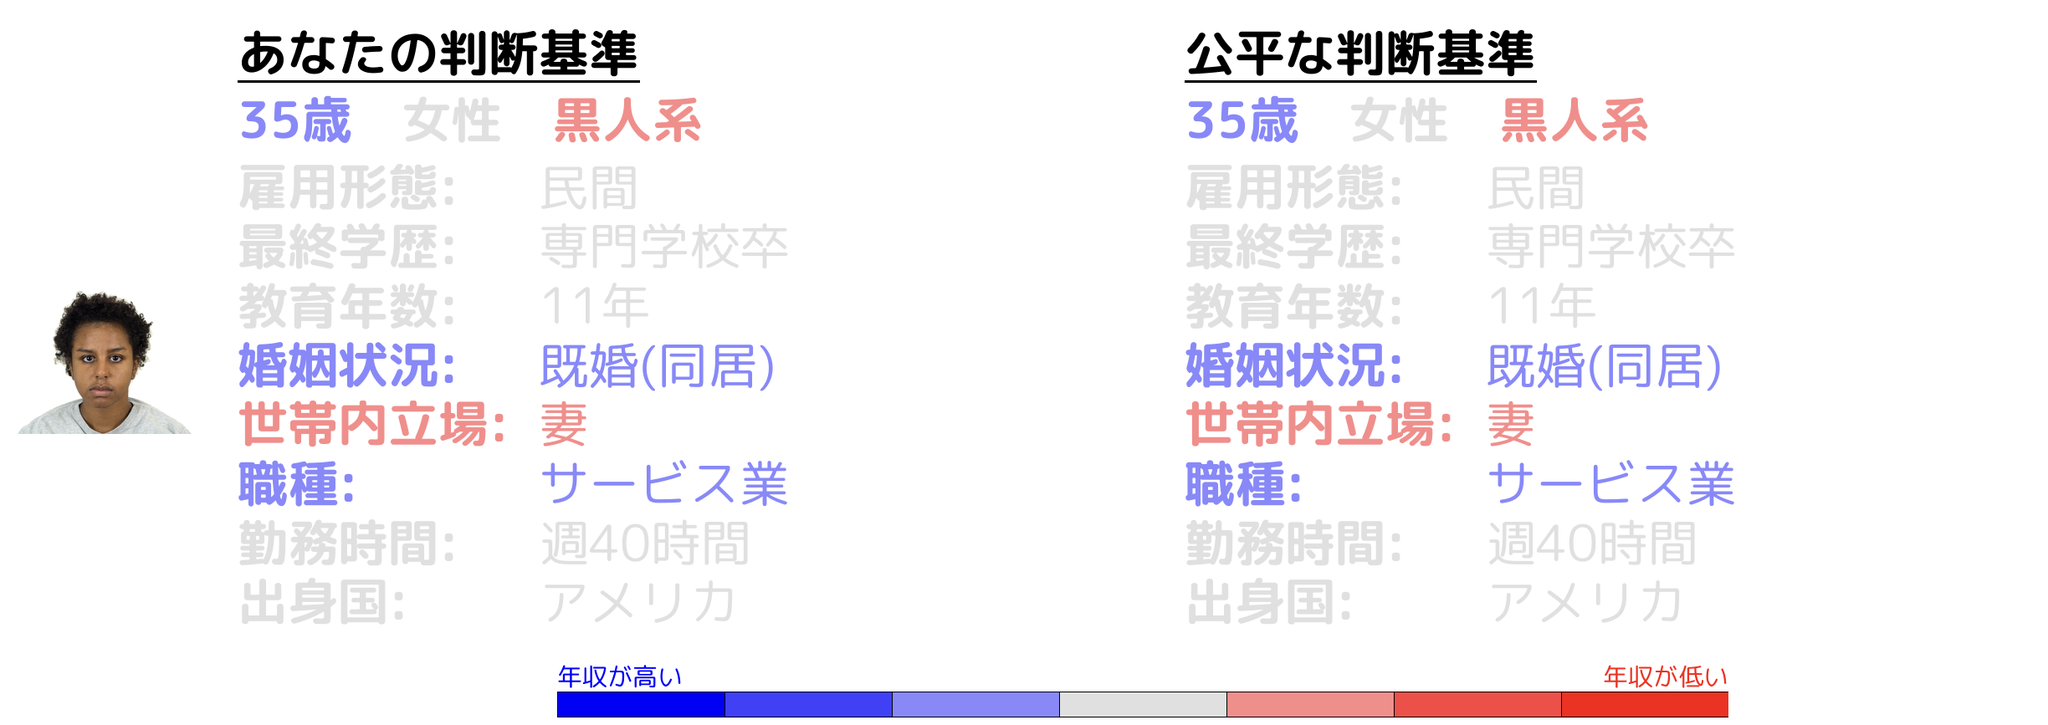 あなたの判断基準
35歳 女性 黒人系
雇用形態: 民間
最終学歴: 専門学校卒
教育年数: 11年
婚姻状況: 既婚(同居)
世帯内立場: 妻
職種: サービス業
勤務時間: 週40時間
出身国: アメリカ
公平な判断基準
35歳 女性 黒人系
雇用形態: 民間
最終学歴: 専門学校卒
教育年数: 11年
婚姻状況: 既婚(同居)
世帯内立場: 妻
職種: サービス業
勤務時間: 週40時間
出身国: アメリカ
年収が高い
年収が低い